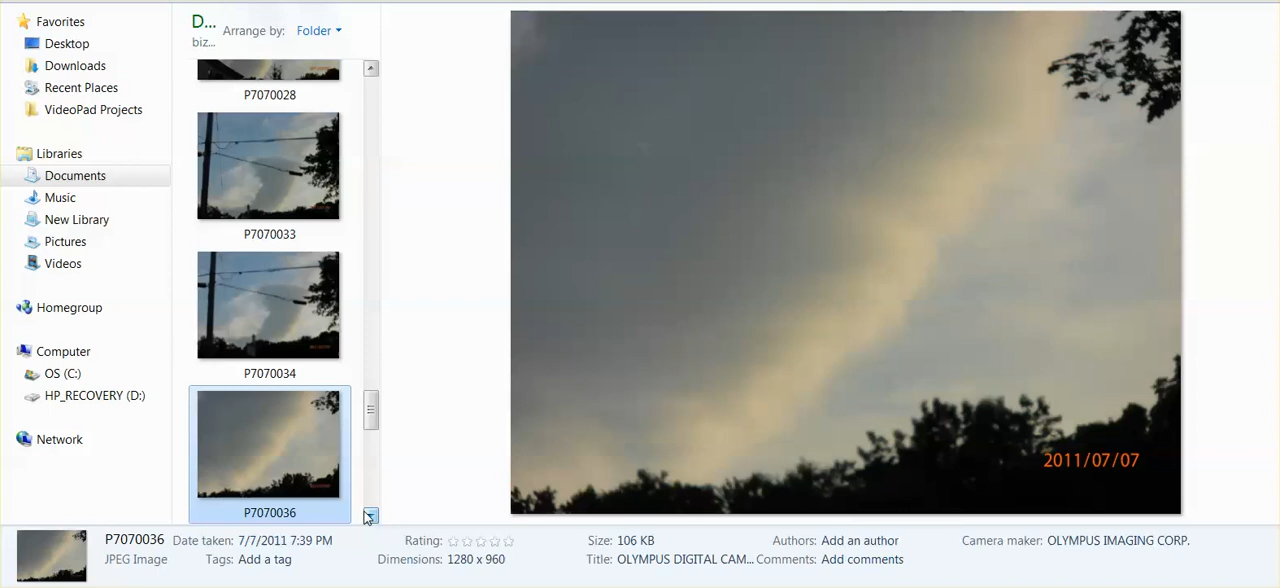 Favorites
Desktop
Downloads
Recent Places
VideoPad Projects
Libraries
Documents
Music
New Library
Pictures
Videos
Homegroup
Computer
OS (C:)
HP_RECOVERY (D:)
Network
D...
biz...
Arrange by: Folder
P7070028
P7070033
P7070034
P7070036
2011/07/07
P7070036 Date taken: 7/7/2011 7:39 PM Rating: Size: 106 KB Authors: Add an author Camera maker: OLYMPUS IMAGING CORP.
JPEG Image Tags: Add a tag Dimensions: 1280 x 960 Title: OLYMPUS DIGITAL CAM... Comments: Add comments